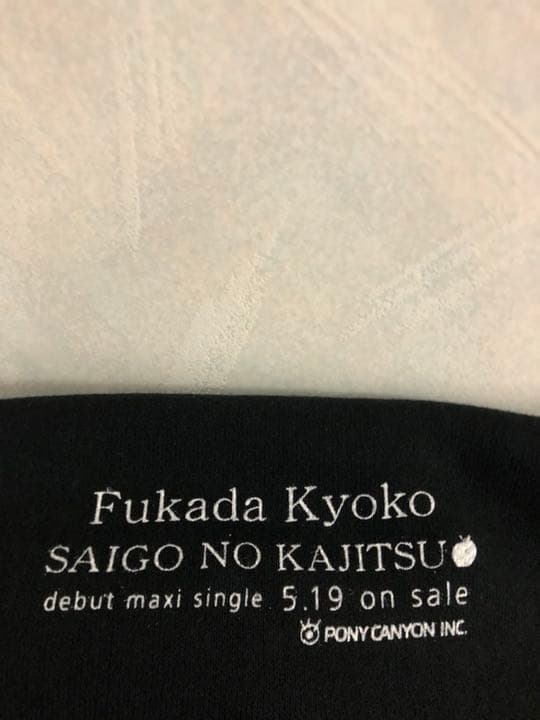 Fukada Kyoko
SAIGO NO KAJITSU
debut maxi single 5.19 on sale
PONY CANYON INC.